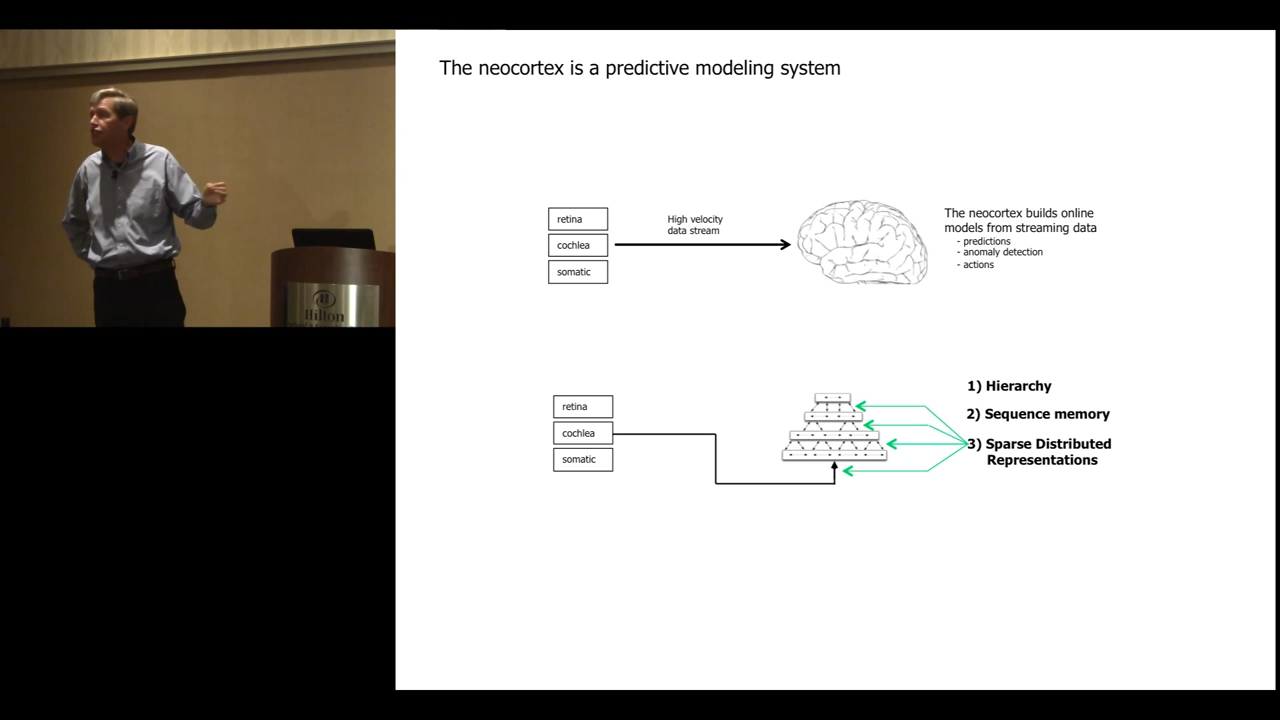 The neocortex is a predictive modeling system
retina
cochlea
somatic
High velocity
data stream
The neocortex builds online
models from streaming data
- predictions
- anomaly detection
- actions
retina
cochlea
somatic
1) Hierarchy
2) Sequence memory
3) Sparse Distributed
Representations
Hilton